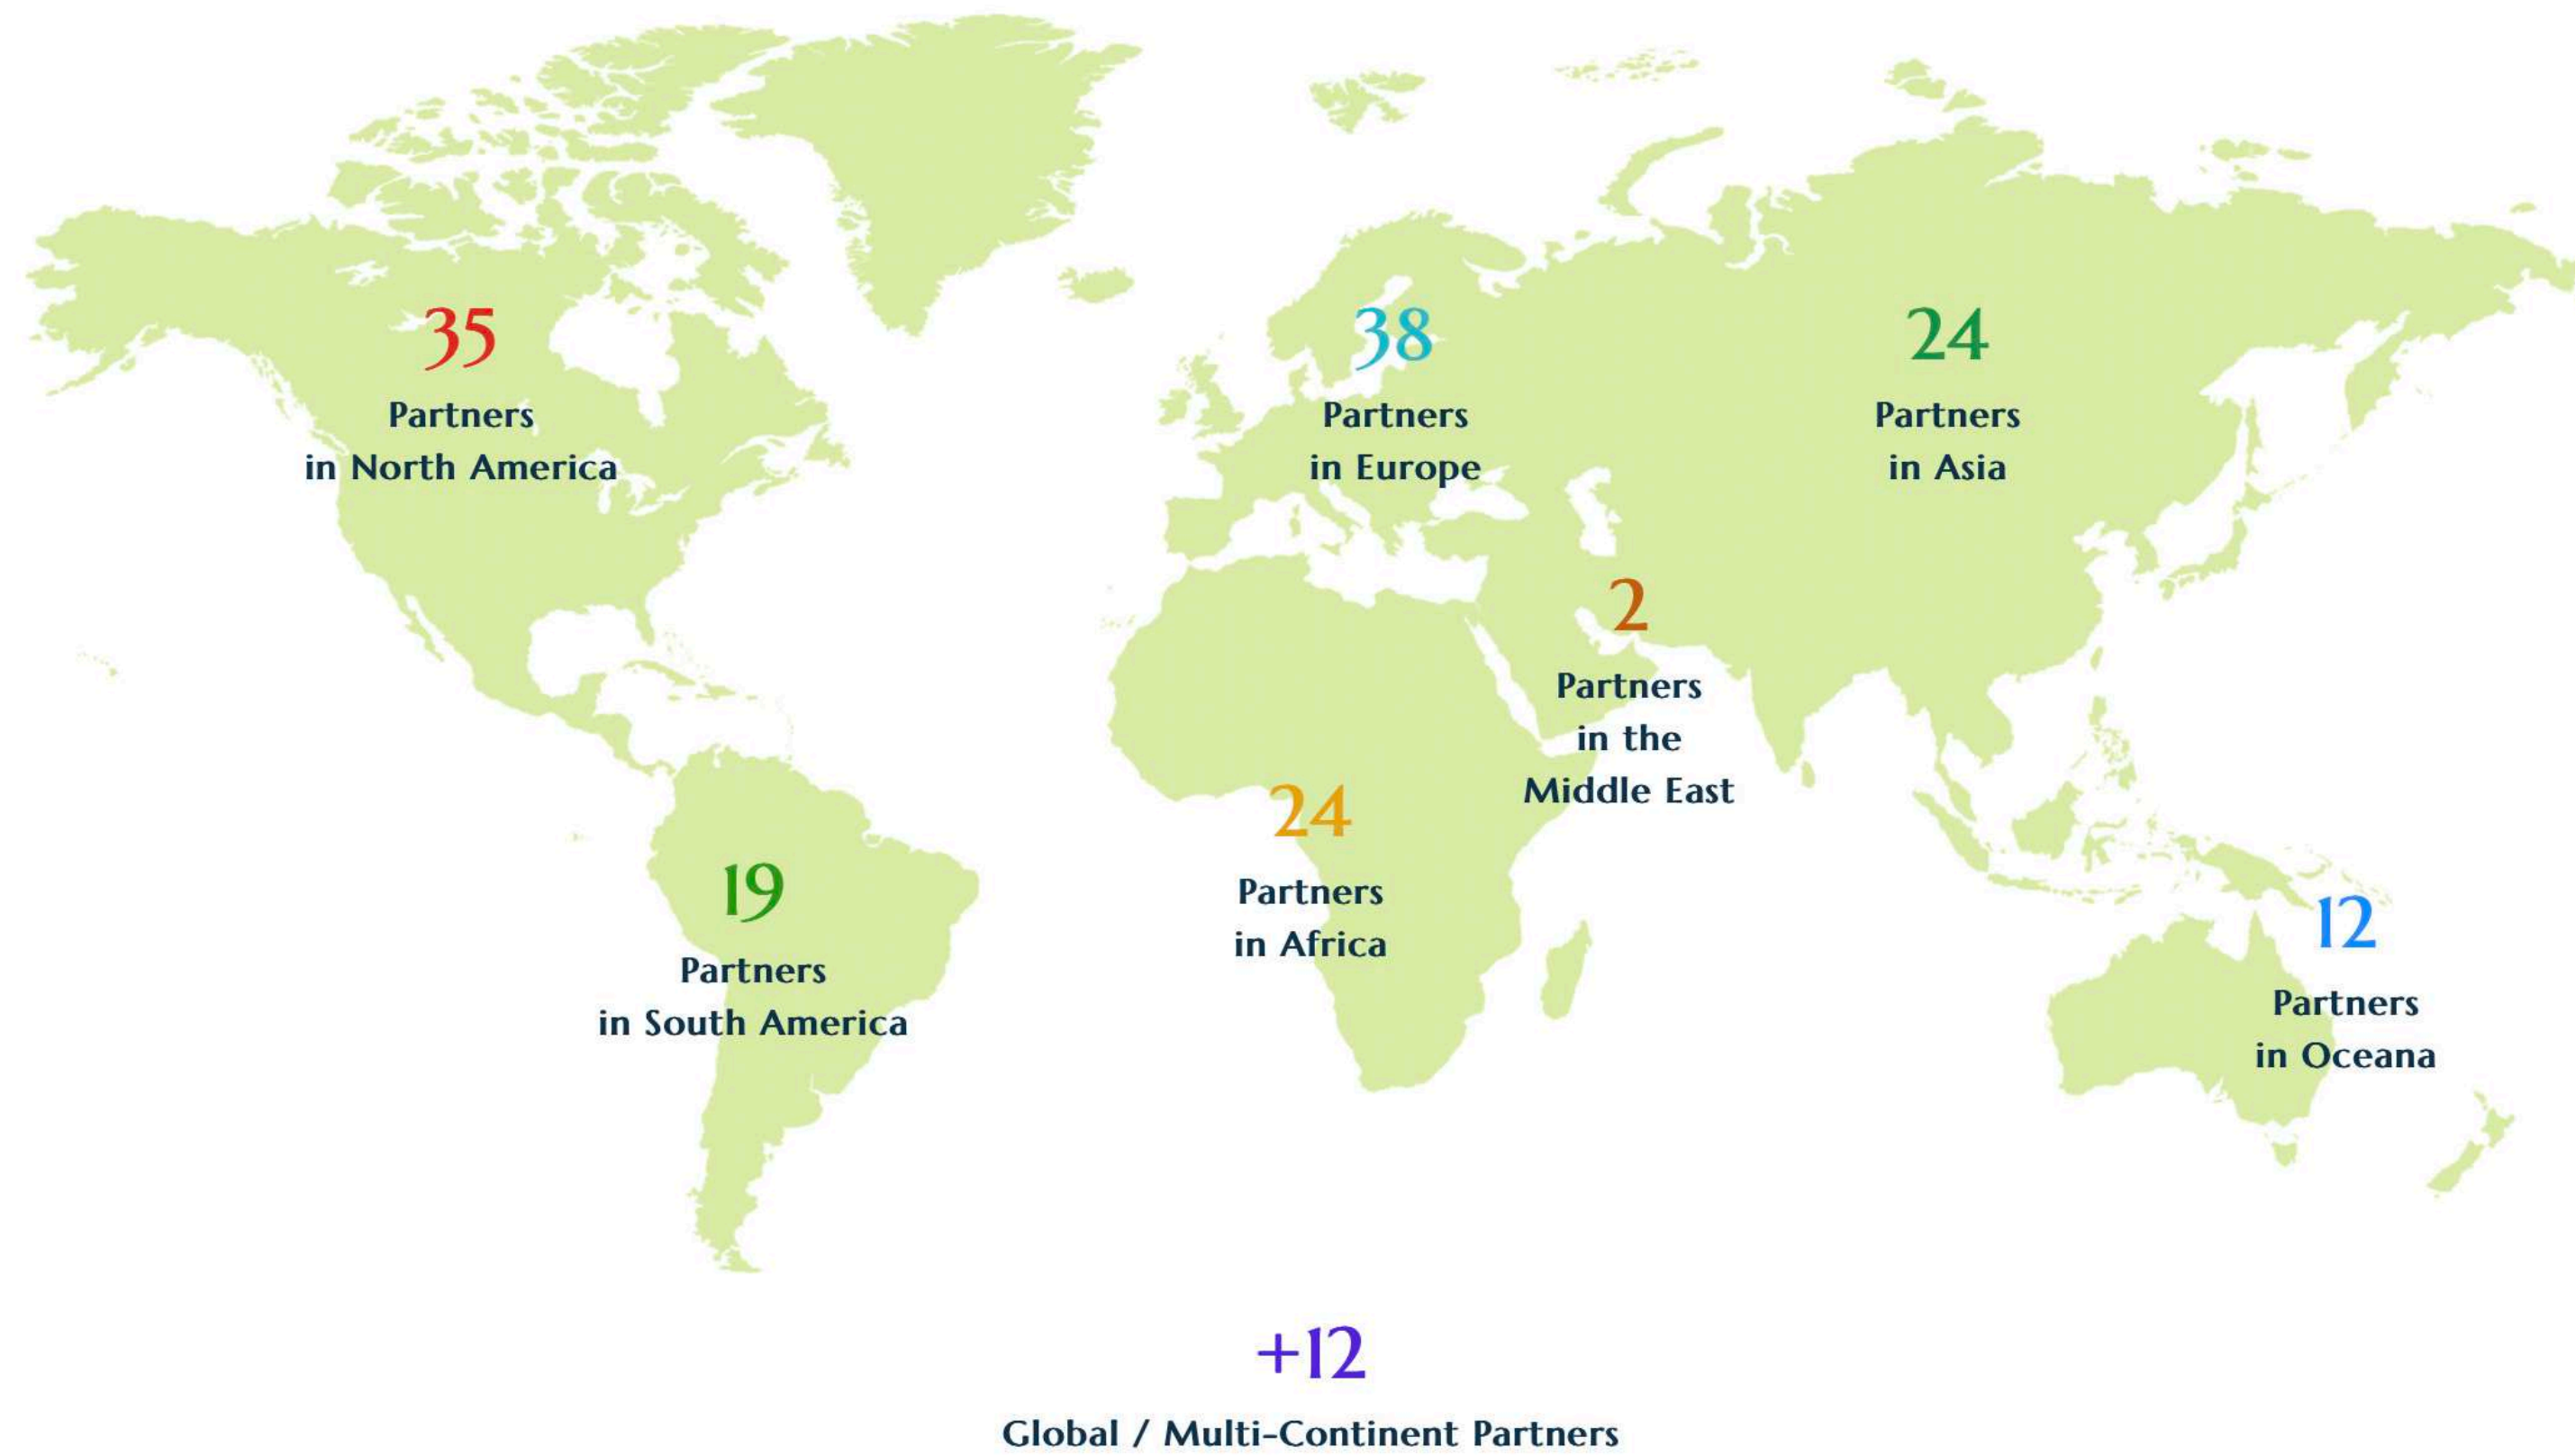 35
Partners
in North America
38
Partners
in Europe
24
Partners
in Asia
2
Partners
in the
Middle East
24
Partners
in Africa
19
Partners
in South America
12
Partners
in Oceana
+12
Global / Multi-Continent Partners